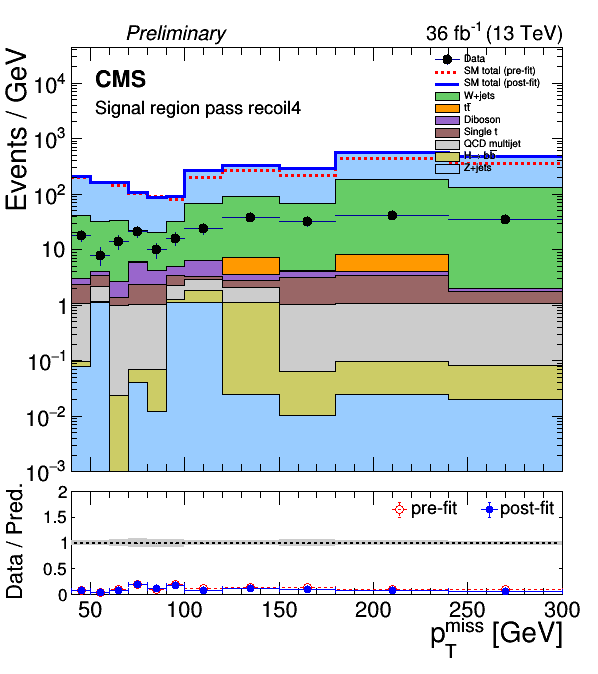 Preliminary
36 fb⁻¹ (13 TeV)
CMS
Signal region pass recoil4
Data
SM total (pre-fit)
SM total (post-fit)
W+jets
tt̅
Diboson
Single t
QCD multijet
H→bb̅
Z+jets
Events / GeV
10⁴
10³
10²
10
1
10⁻¹
10⁻²
10⁻³
pre-fit
post-fit
Data / Pred.
2
1.5
1
0.5
0
50 100 150 200 250 300
p_T^miss [GeV]